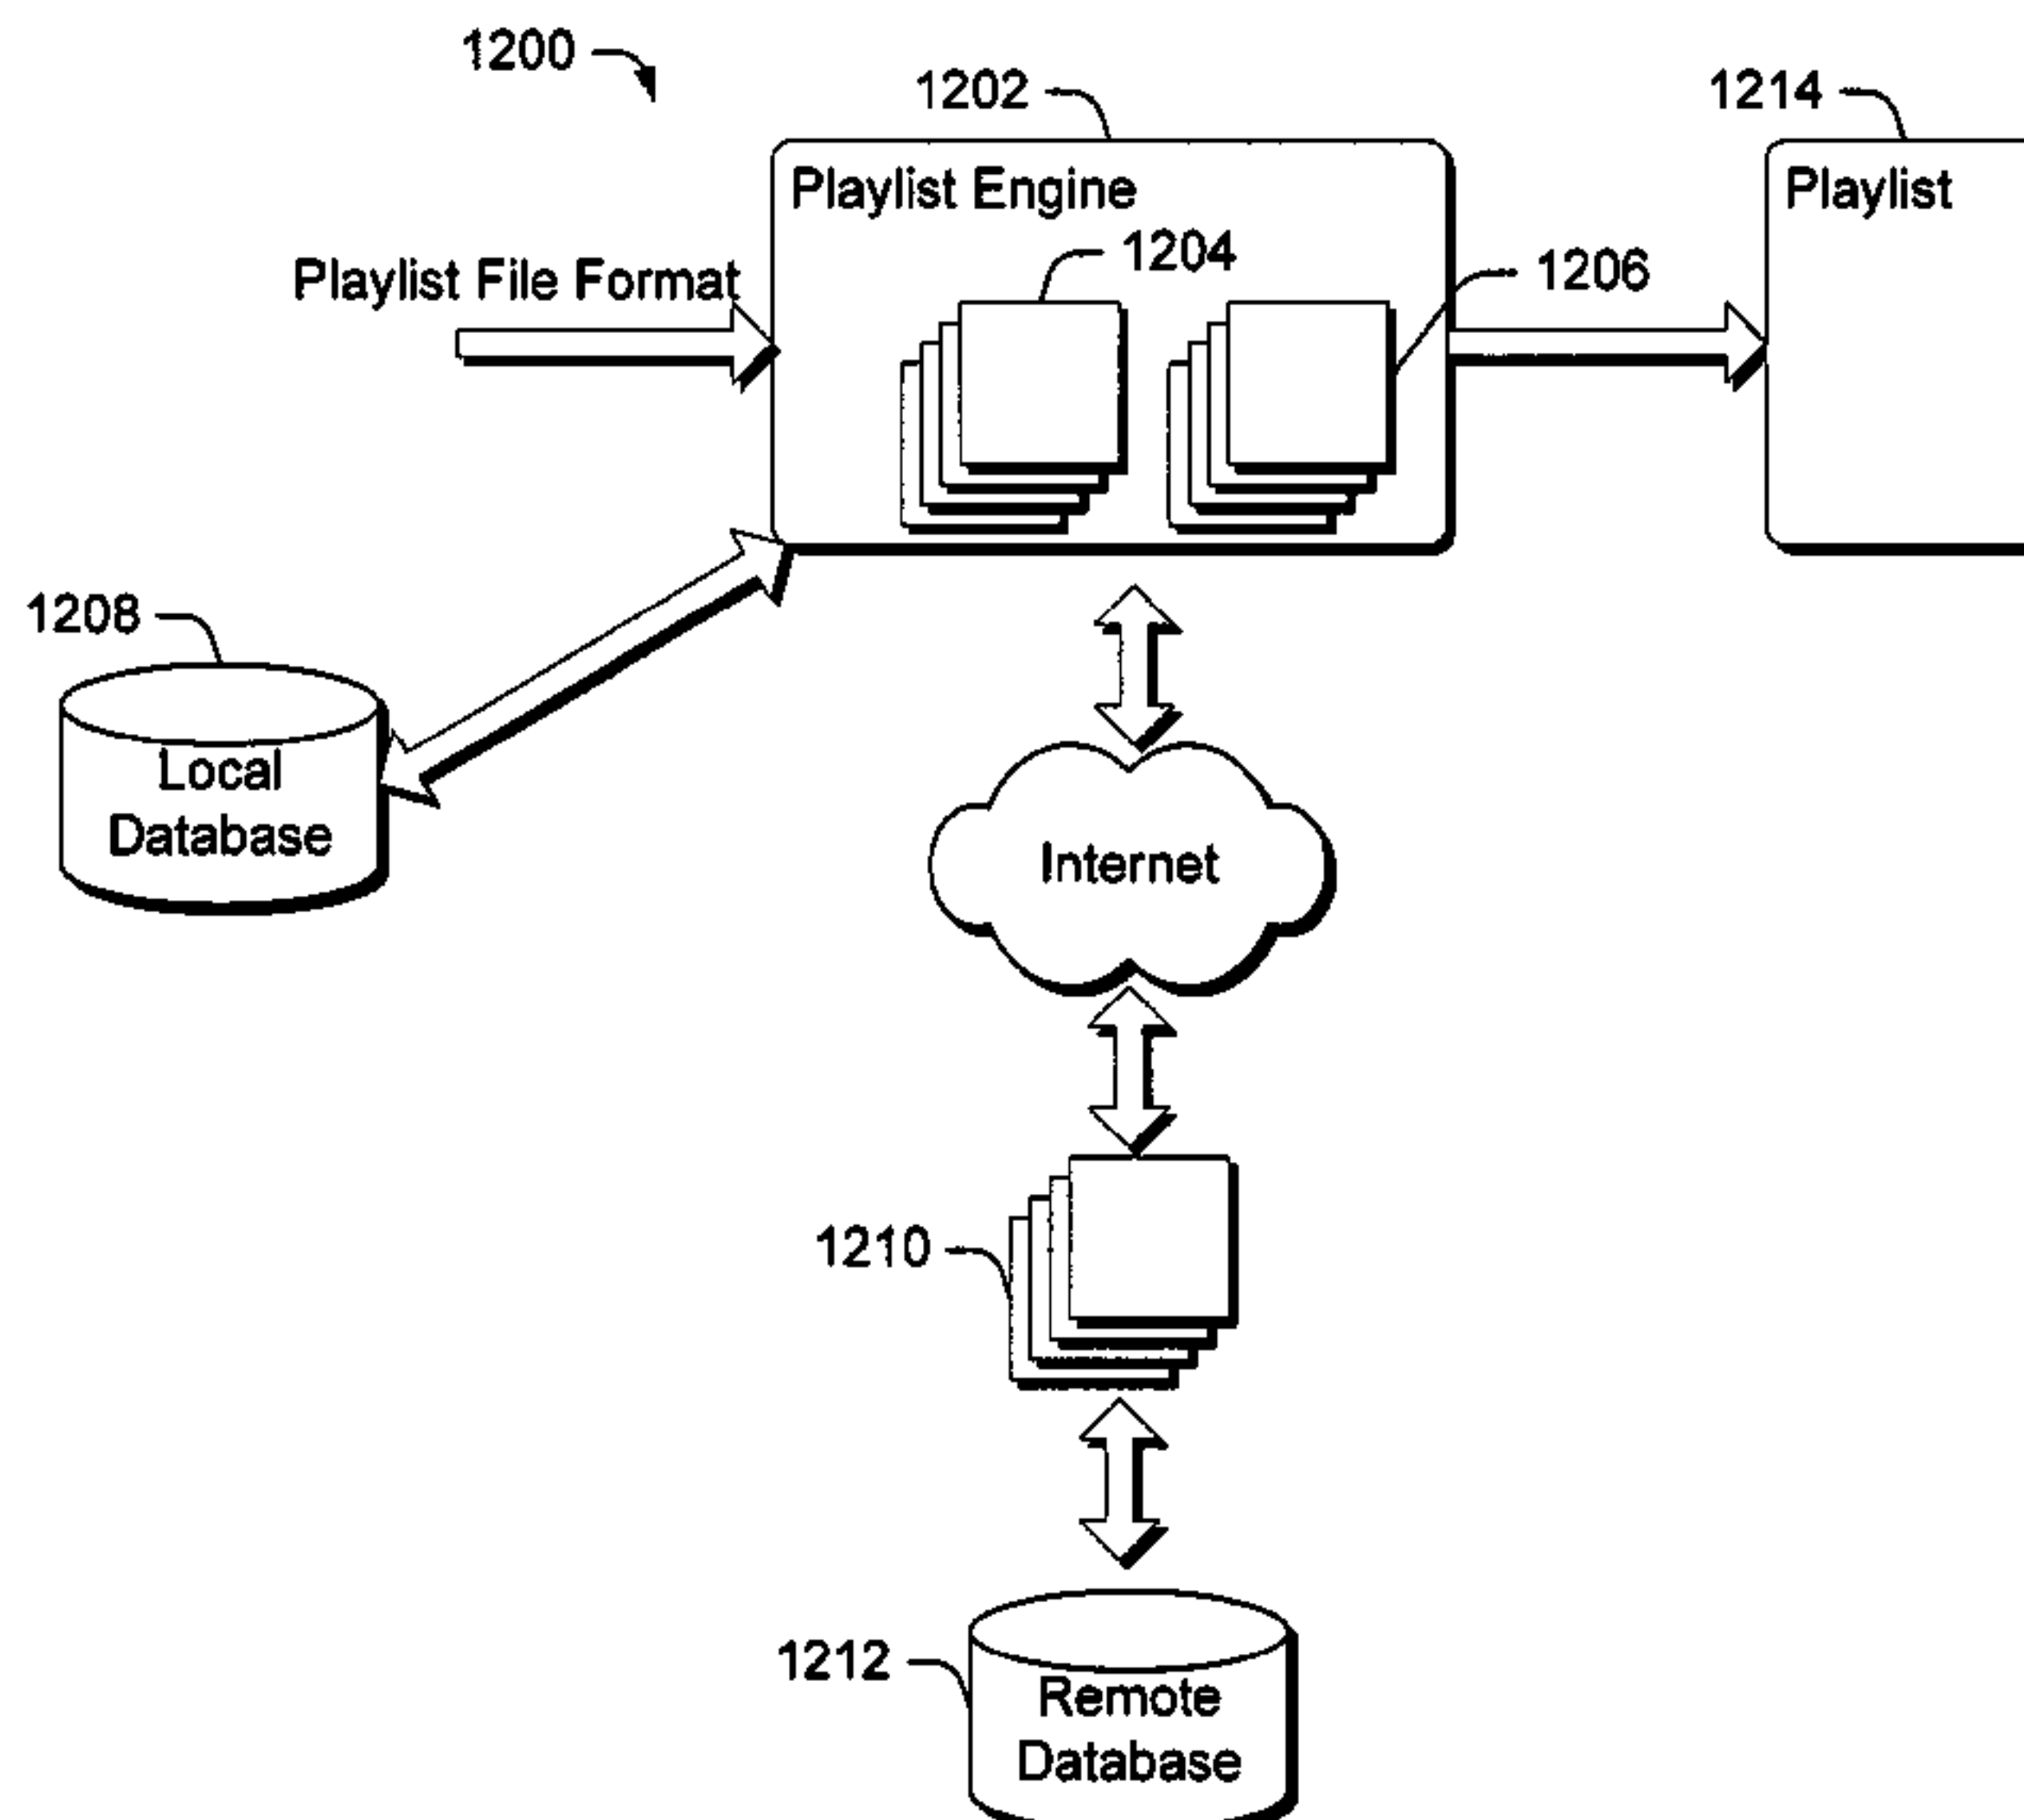 1200
1202
1214
Playlist Engine
Playlist
1204
1206
Playlist File Format
1208
Local
Database
Internet
1210
1212
Remote
Database